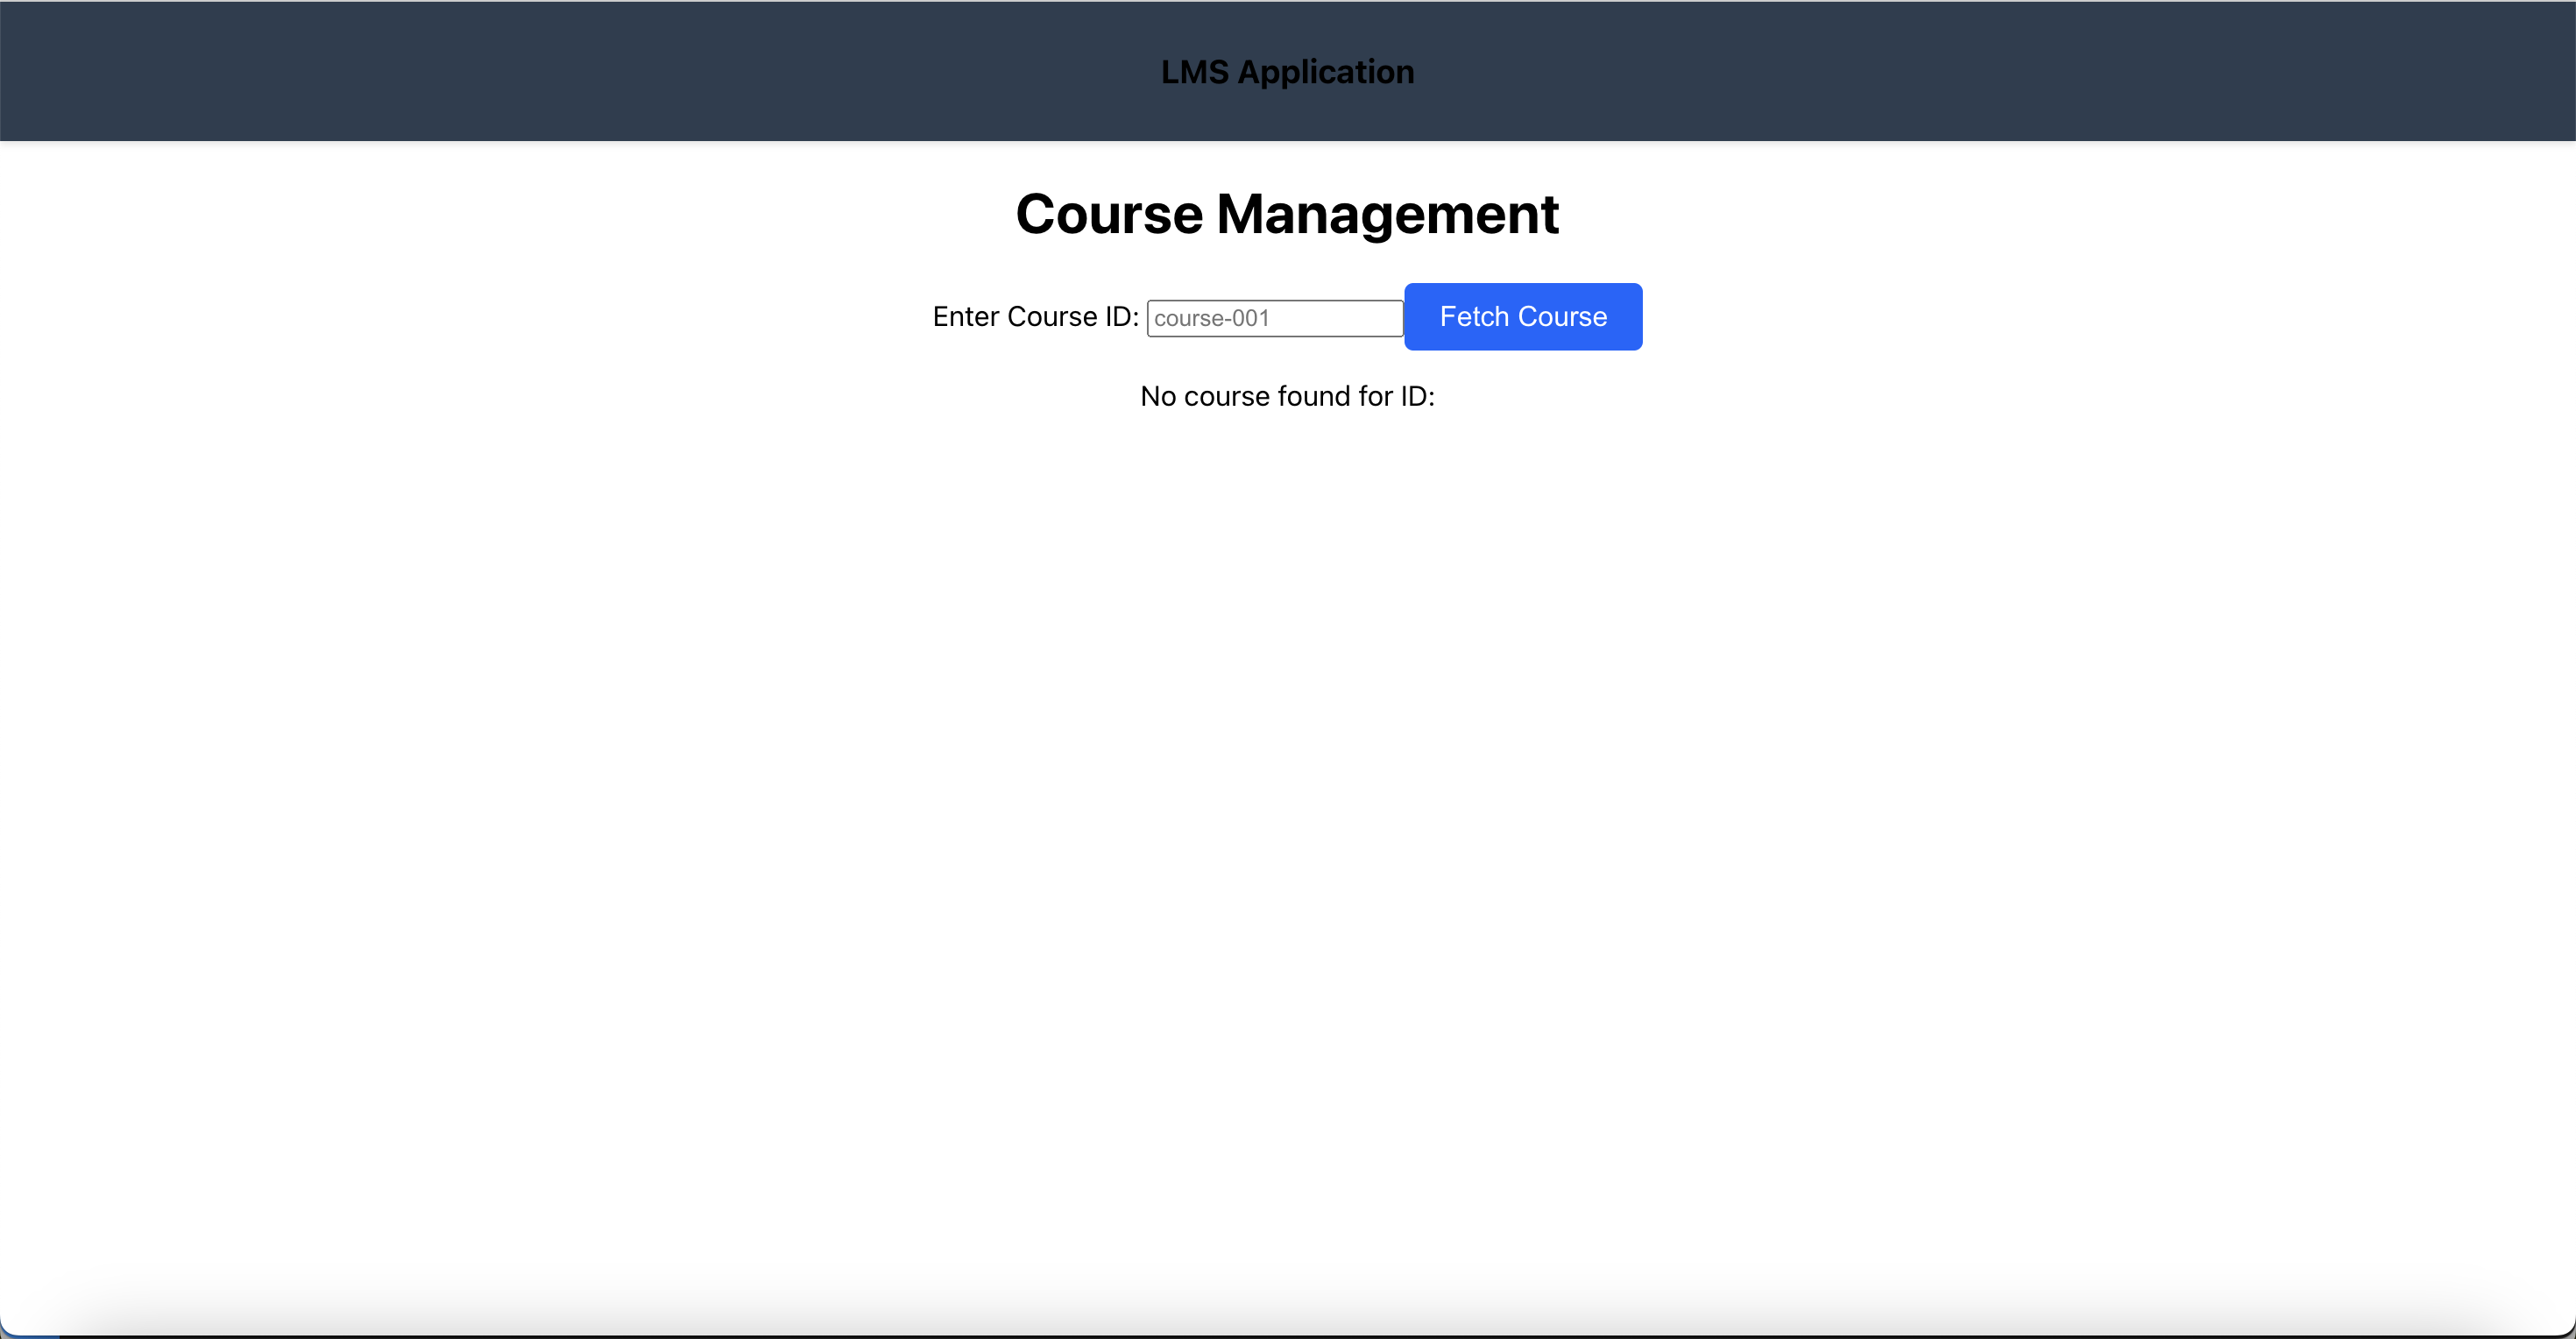 LMS Application
Course Management
Enter Course ID: course-001 Fetch Course
No course found for ID: